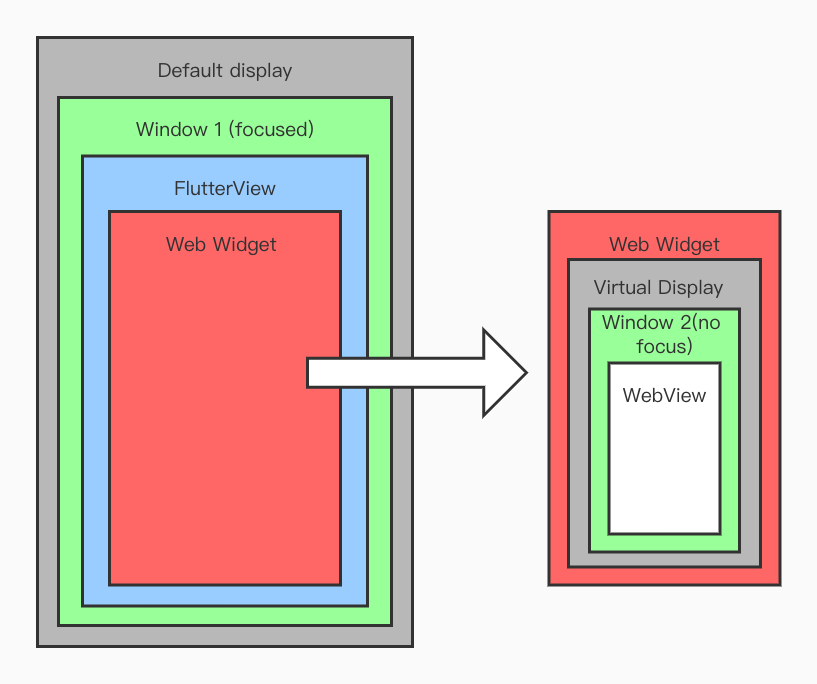 Default display
Window 1 (focused)
FlutterView
Web Widget
Web Widget
Virtual Display
Window 2(no
focus)
WebView